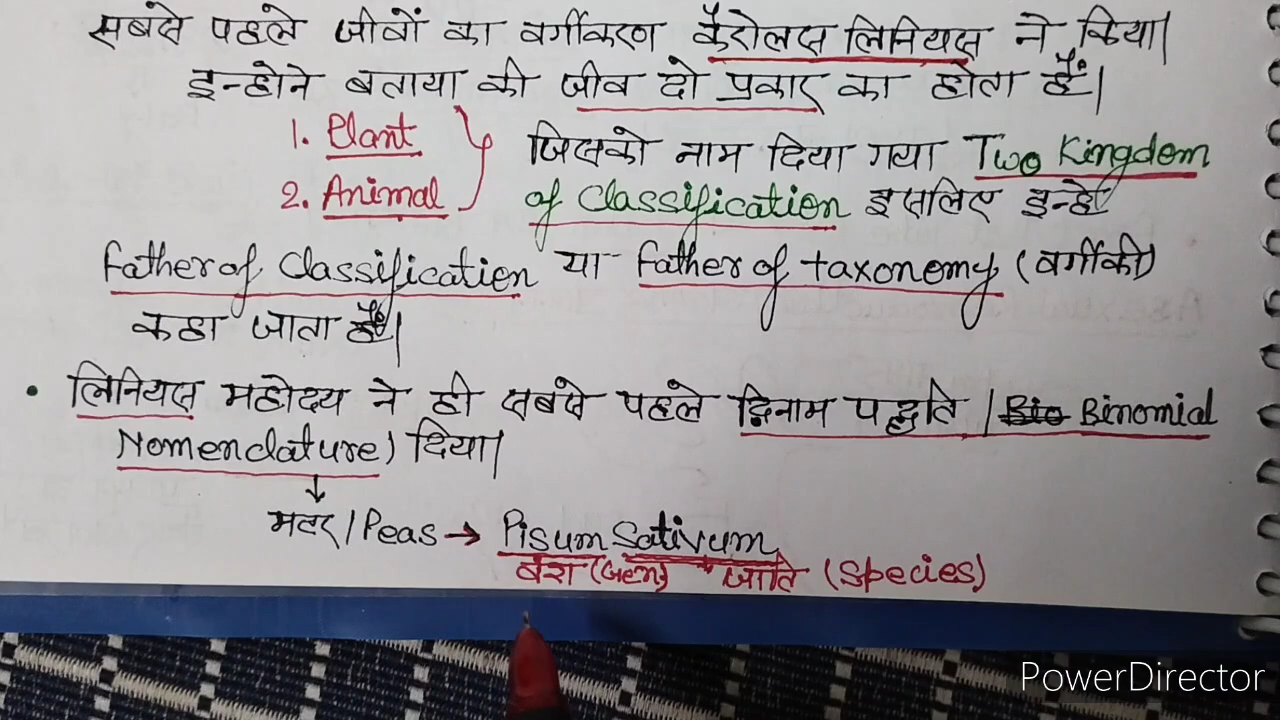 सबसे पहले जीवों का वर्गीकरण कैरोलस लिनियस ने किया।
इन्होने बताया की जीव दो प्रकार का होता हैं।
1. Plant
2. Animal
जिसको नाम दिया गया Two Kingdom
of Classification इसलिए इन्हें
Father of Classification या Father of taxonomy (वर्गीकी)
कहा जाता हैं।
• लिनियस महोदय ने ही सबसे पहले द्विनाम पद्धति / Binomial
Nomenclature) दिया।
↓
मटर/Peas → Pisum Sativum
वंश (Gen) जाति (Species)
PowerDirector